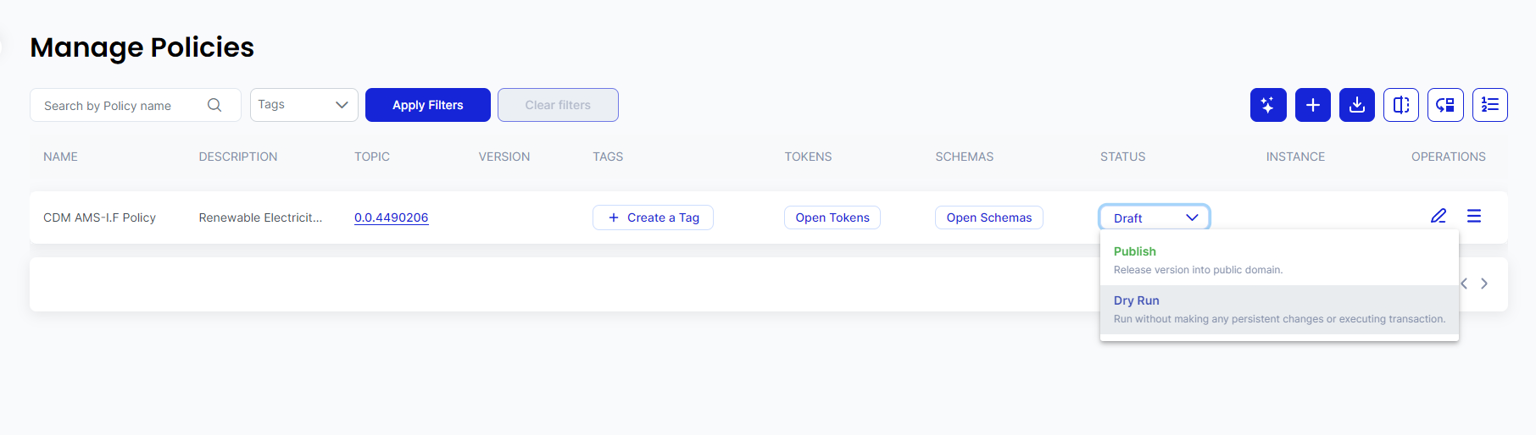 Manage Policies
Search by Policy name Tags Apply Filters Clear filters
NAME DESCRIPTION TOPIC VERSION TAGS TOKENS SCHEMAS STATUS INSTANCE OPERATIONS
CDM AMS-I.F Policy Renewable Electricit... 0.0.4490206 Create a Tag Open Tokens Open Schemas Draft
Publish
Release version into public domain.
Dry Run
Run without making any persistent changes or executing transaction.